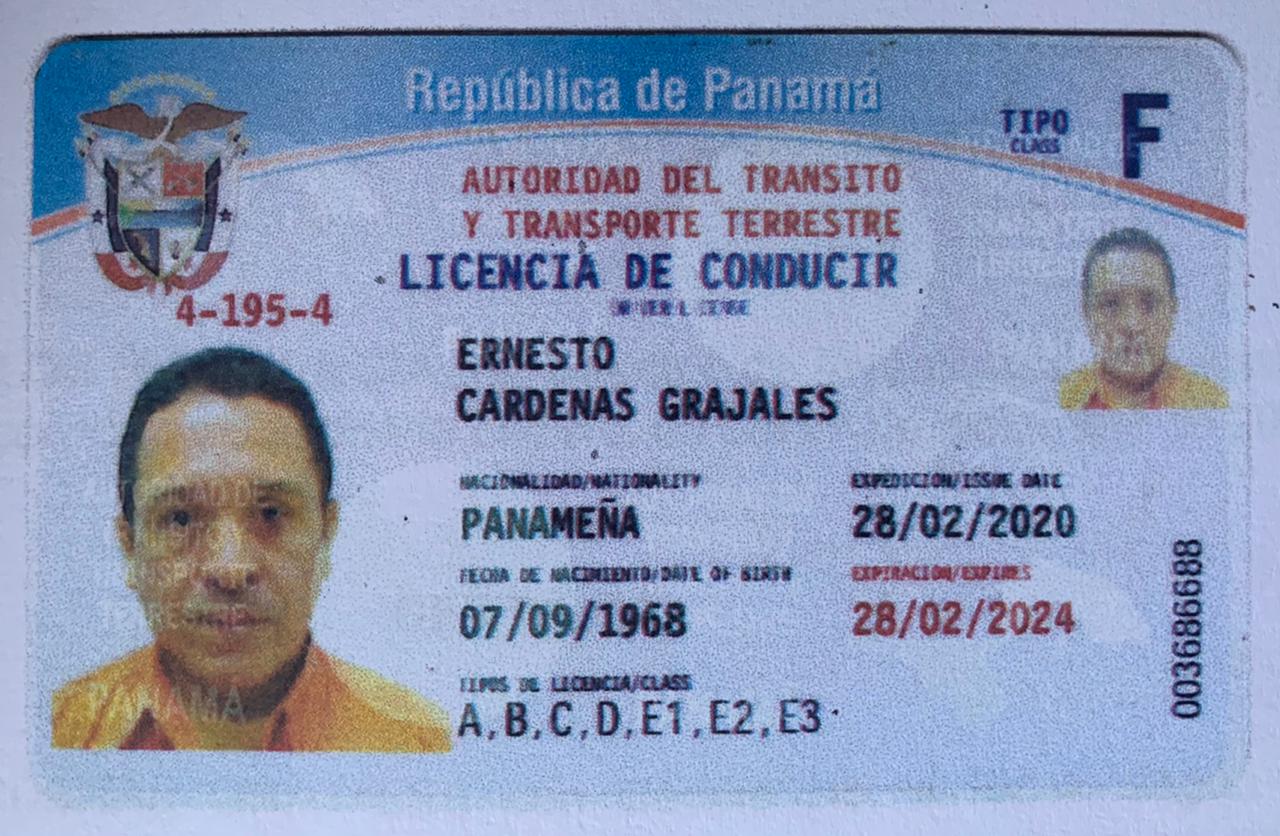 República de Panamá
TIPO
CLASS
F
AUTORIDAD DEL TRANSITO
Y TRANSPORTE TERRESTRE
LICENCIA DE CONDUCIR
4-195-4
ERNESTO
CARDENAS GRAJALES
NACIONALIDAD/NATIONALITY
PANAMEÑA
EXPEDICION/ISSUE DATE
28/02/2020
FECHA DE NACIMIENTO/DATE OF BIRTH
07/09/1968
EXPIRACION/EXPIRES
28/02/2024
TIPOS DE LICENCIA/CLASS
A,B,C,D,E1,E2,E3
003686688
PANAMA